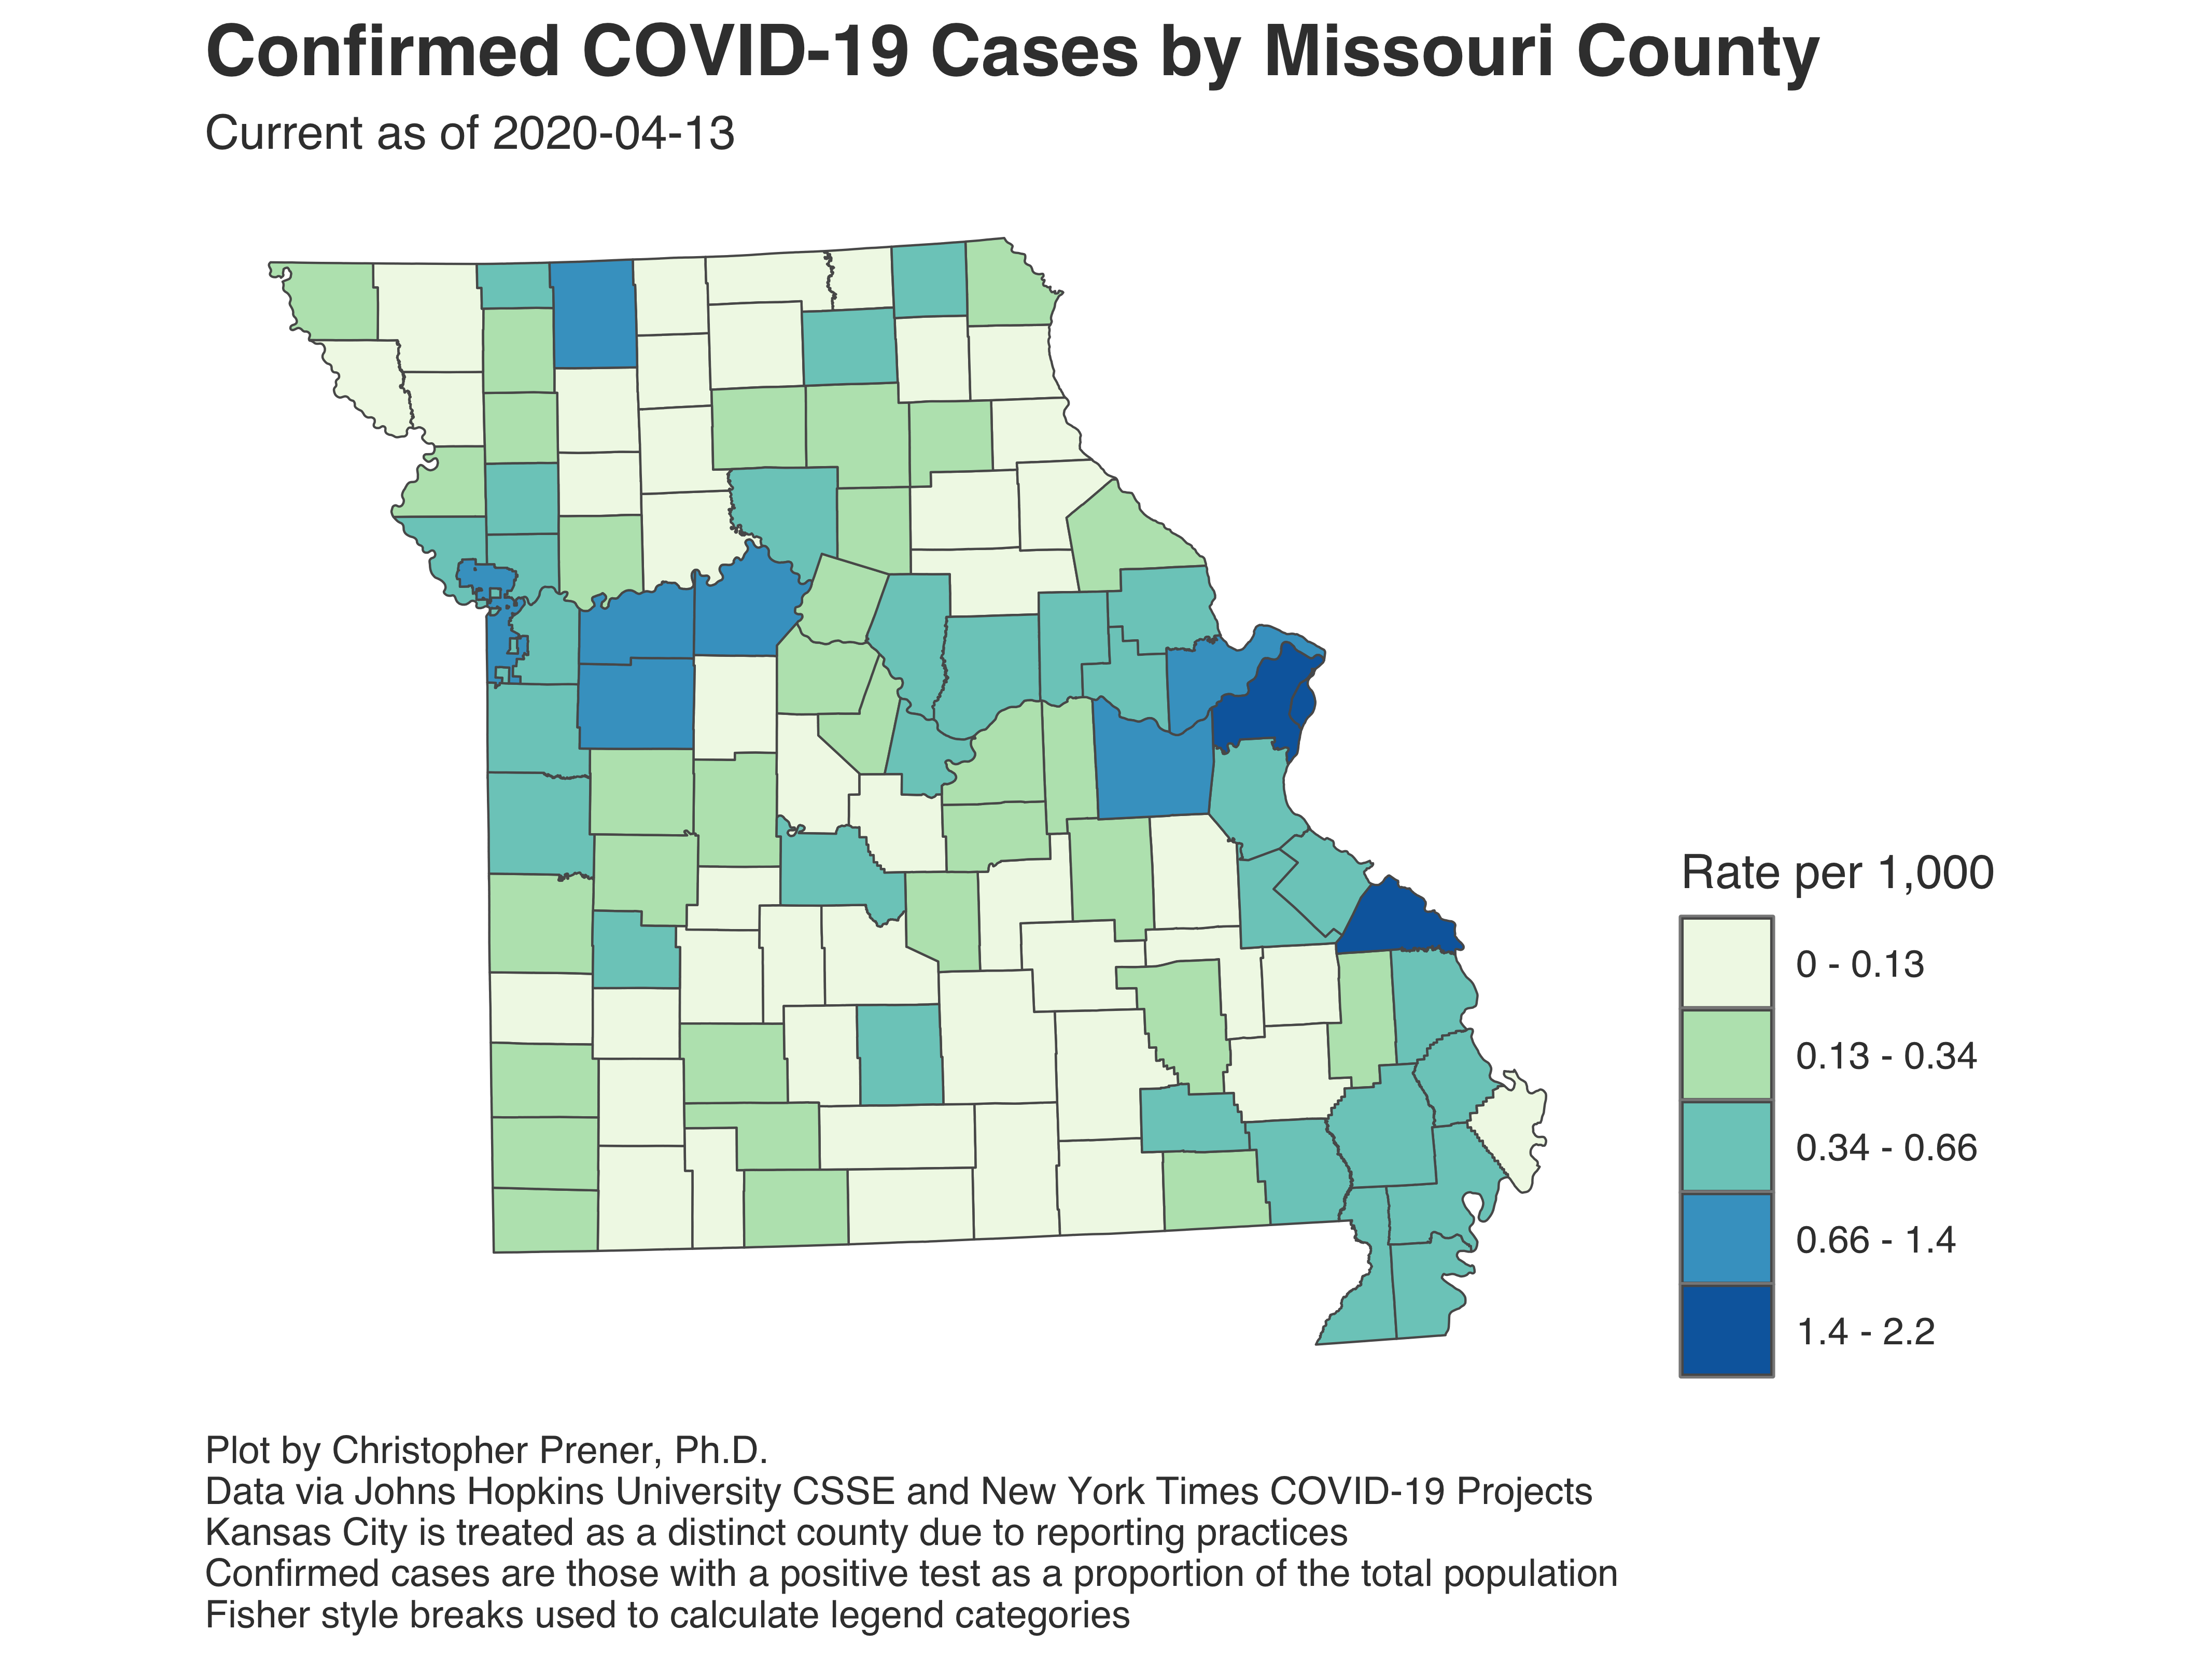 Confirmed COVID-19 Cases by Missouri County
Current as of 2020-04-13
Rate per 1,000
0 - 0.13
0.13 - 0.34
0.34 - 0.66
0.66 - 1.4
1.4 - 2.2
Plot by Christopher Prener, Ph.D.
Data via Johns Hopkins University CSSE and New York Times COVID-19 Projects
Kansas City is treated as a distinct county due to reporting practices
Confirmed cases are those with a positive test as a proportion of the total population
Fisher style breaks used to calculate legend categories